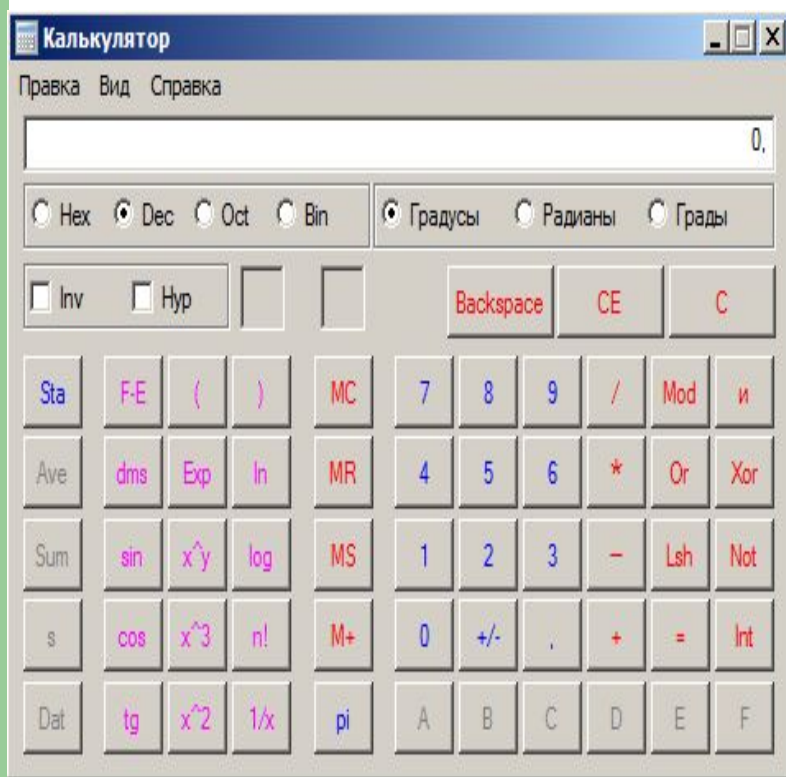 Калькулятор
Правка Вид Справка
0,
Hex Dec Oct Bin Градусы Радианы Грады
Inv Hyp Backspace CE C
Sta F-E ( ) MC 7 8 9 / Mod и
Ave dms Exp ln MR 4 5 6 * Or Xor
Sum sin x^y log MS 1 2 3 − Lsh Not
s cos x^3 n! M+ 0 +/- , + = Int
Dat tg x^2 1/x pi A B C D E F